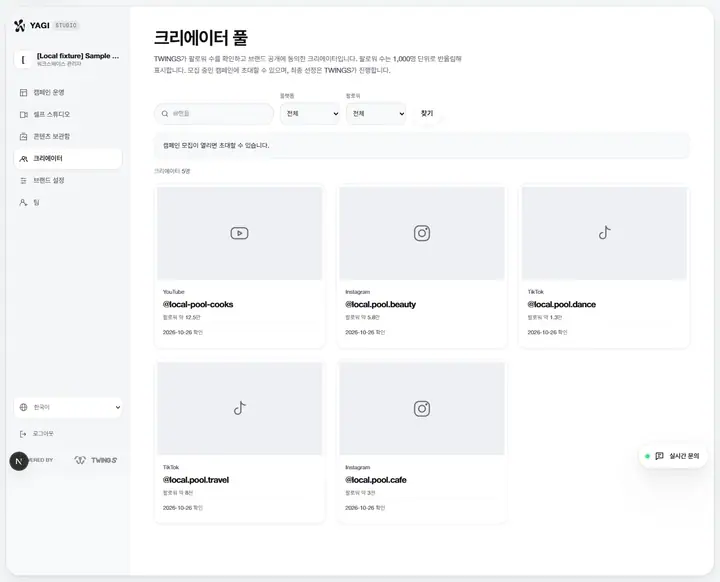 YAGI STUDIO
[Local fixture] Sample ...
워크스페이스 관리자
캠페인 운영
셀프 스튜디오
콘텐츠 보관함
크리에이터
브랜드 설정
팀
한국어
로그아웃
N
ERED BY
TWINGS
크리에이터 풀
TWINGS가 팔로워 수를 확인하고 브랜드 공개에 동의한 크리에이터입니다. 팔로워 수는 1,000명 단위로 반올림해
표시합니다. 모집 중인 캠페인에 초대할 수 있으며, 최종 선정은 TWINGS가 진행합니다.
플랫폼
팔로워
@핸들
전체
전체
찾기
캠페인 모집이 열리면 초대할 수 있습니다.
크리에이터 5명
YouTube
@local-pool-cooks
팔로워 약 12.5만
2026-10-26 확인
Instagram
@local.pool.beauty
팔로워 약 5.8만
2026-10-26 확인
TikTok
@local.pool.dance
팔로워 약 1.3만
2026-10-26 확인
TikTok
@local.pool.travel
팔로워 약 8천
2026-10-26 확인
Instagram
@local.pool.cafe
팔로워 약 3천
2026-10-26 확인
실시간 문의